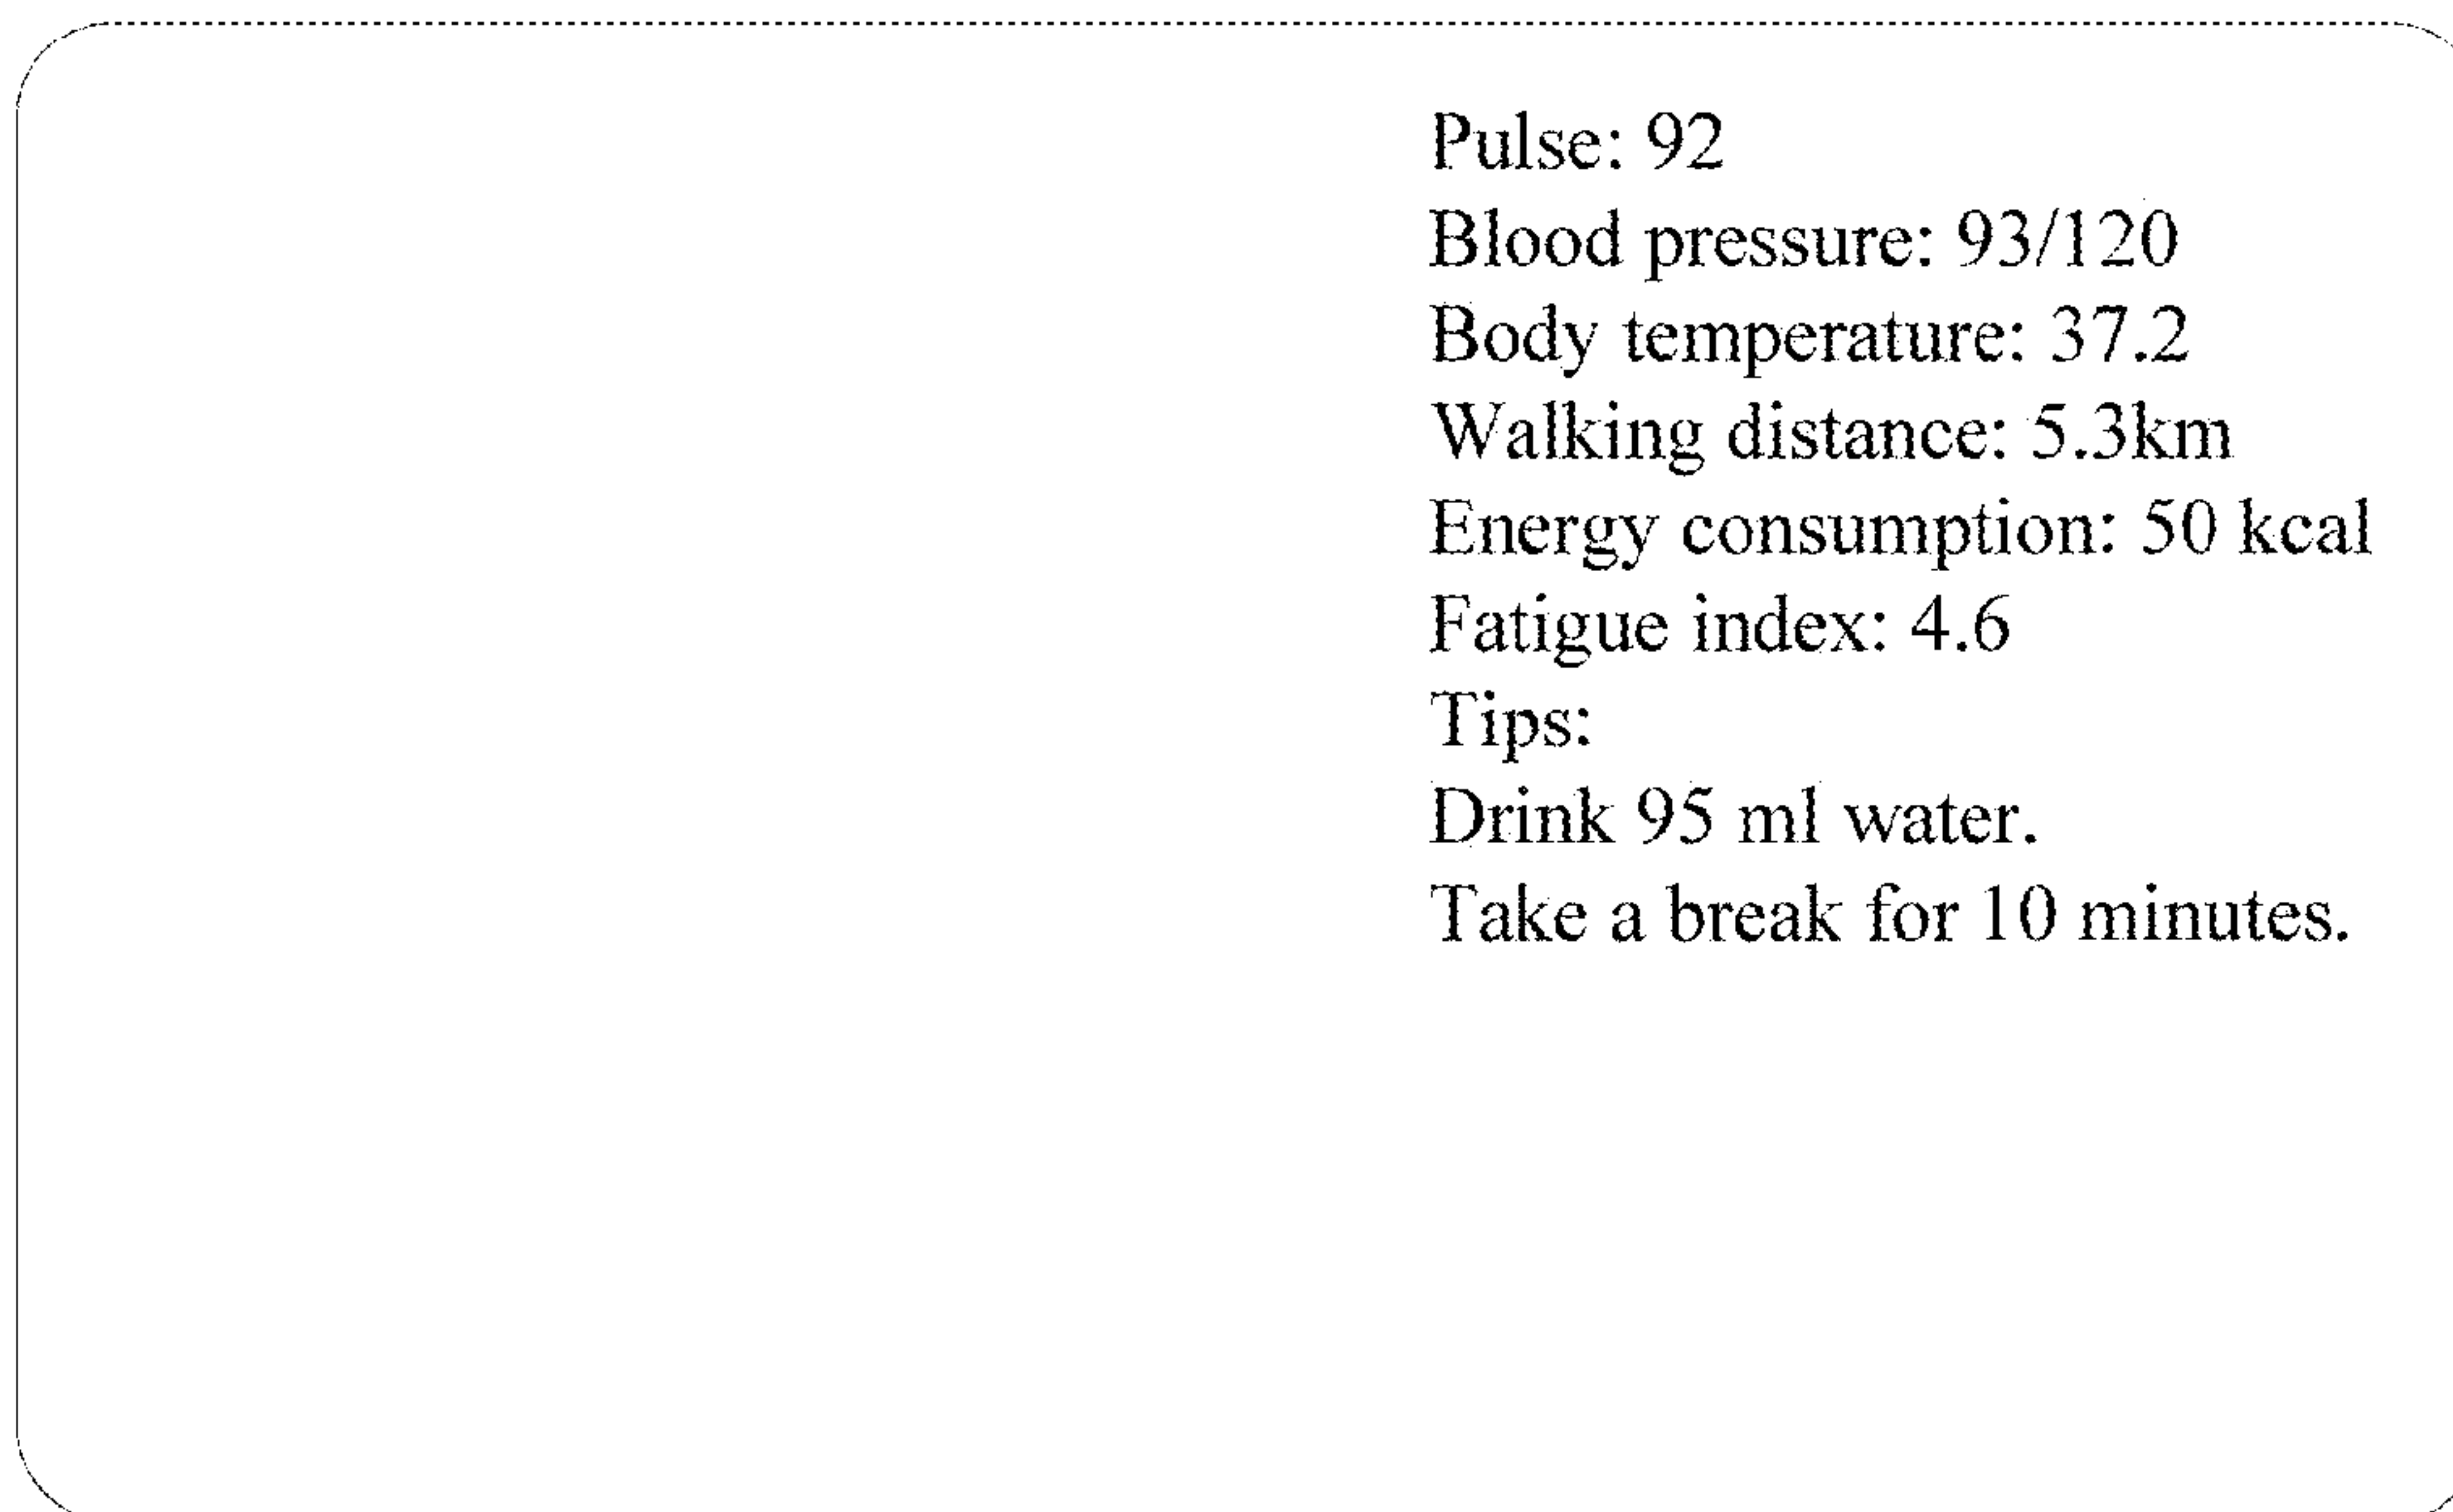 Pulse: 92
Blood pressure: 93/120
Body temperature: 37.2
Walking distance: 5.3km
Energy consumption: 50 kcal
Fatigue index: 4.6
Tips:
Drink 95 ml water.
Take a break for 10 minutes.